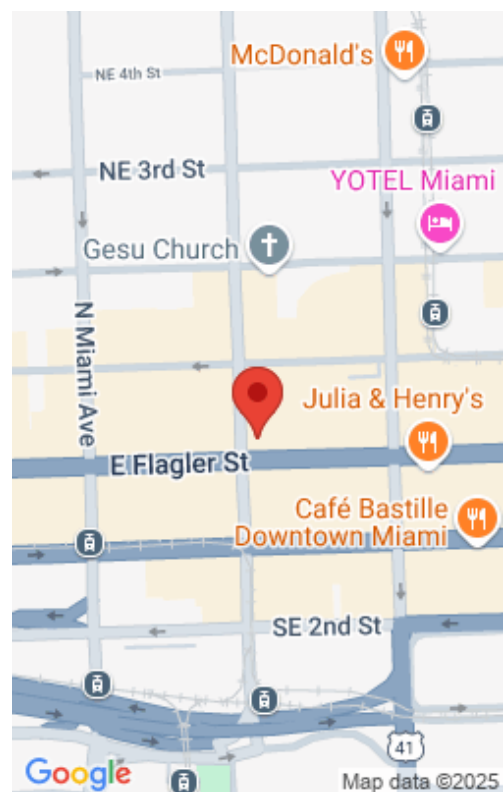 McDonald's
NE 4th St
NE 3rd St
YOTEL Miami
Gesu Church
N Miami Ave
Julia & Henry's
E Flagler St
Café Bastille
Downtown Miami
SE 2nd St
41
Google
Map data ©2025